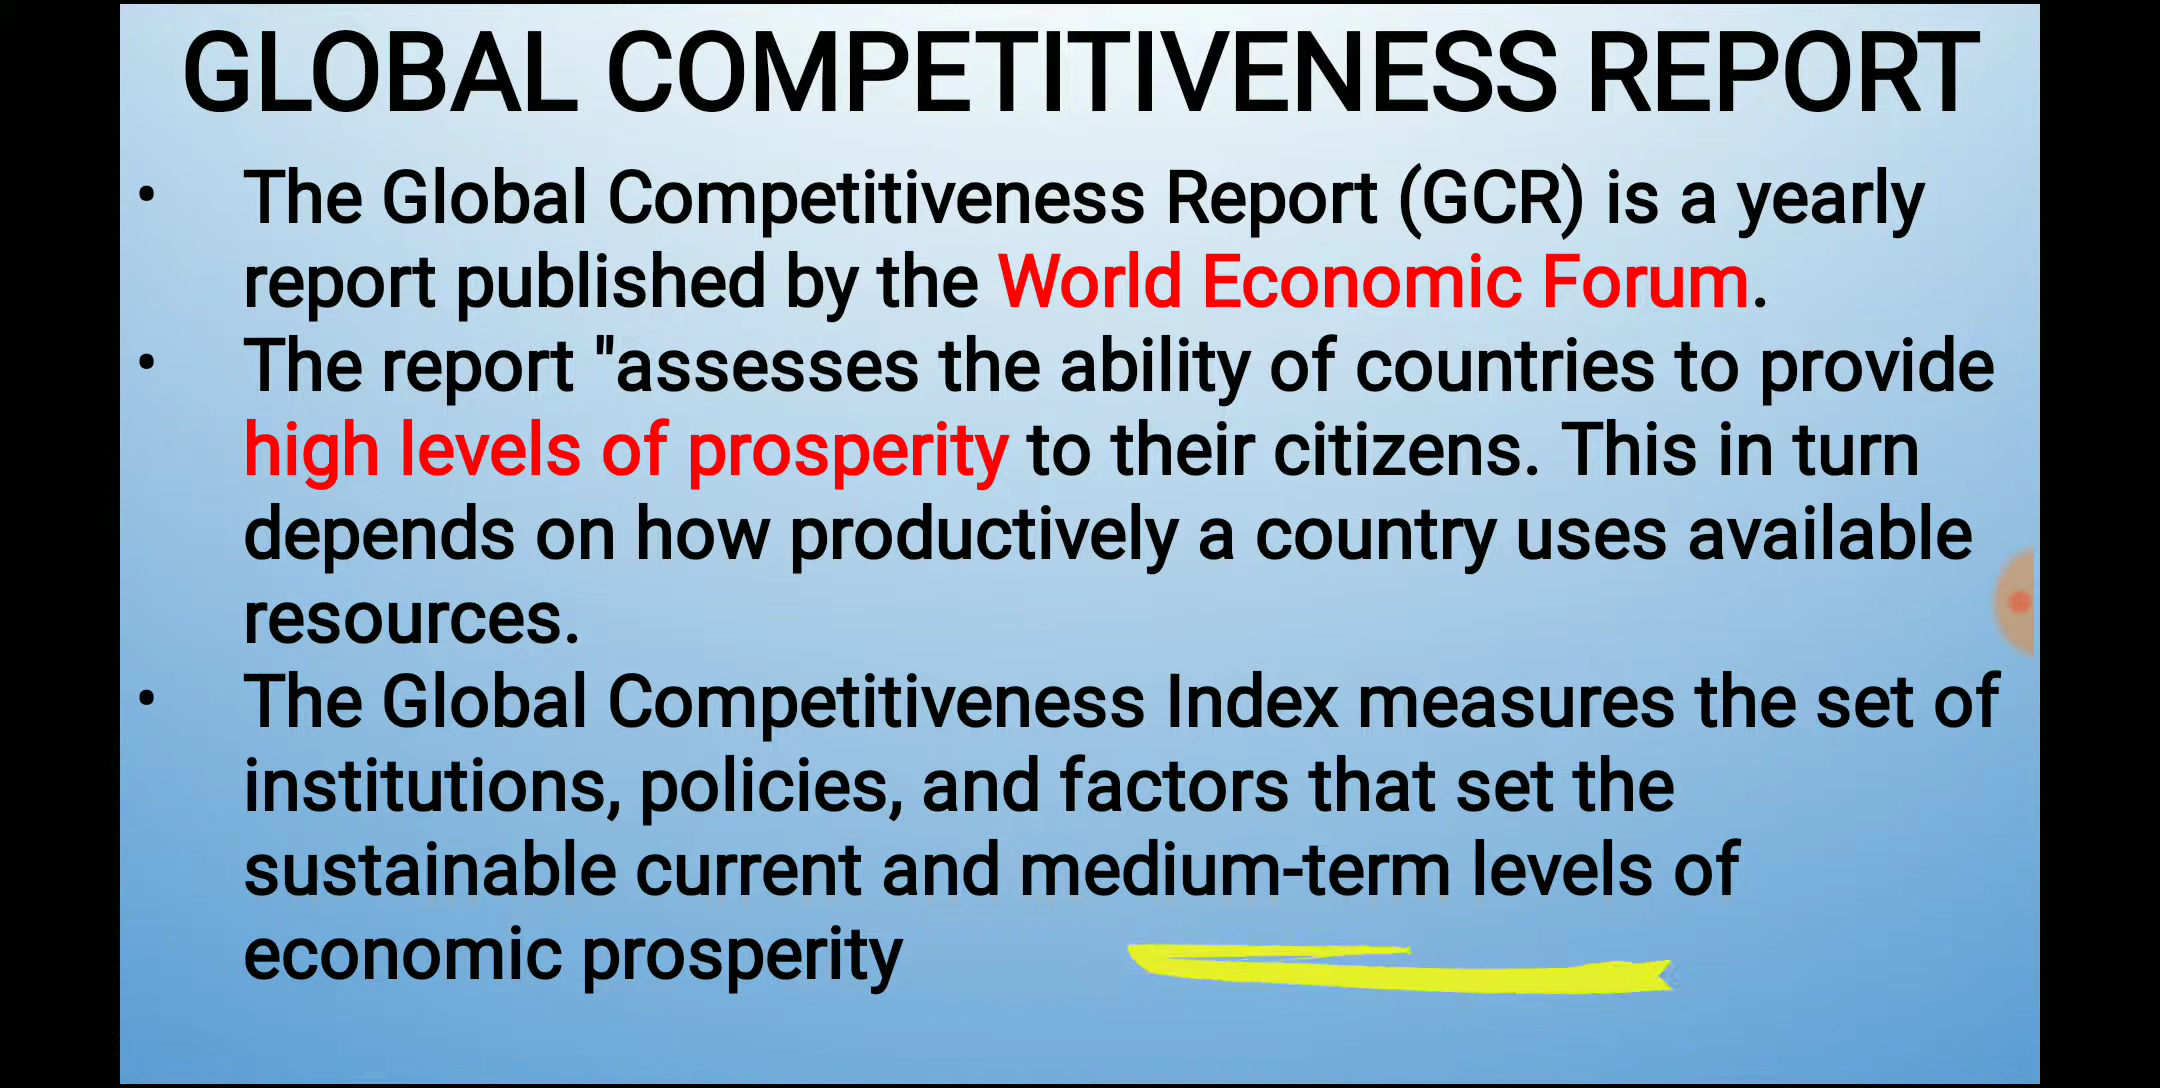 GLOBAL COMPETITIVENESS REPORT
• The Global Competitiveness Report (GCR) is a yearly
report published by the World Economic Forum.
• The report "assesses the ability of countries to provide
high levels of prosperity to their citizens. This in turn
depends on how productively a country uses available
resources.
• The Global Competitiveness Index measures the set of
institutions, policies, and factors that set the
sustainable current and medium-term levels of
economic prosperity